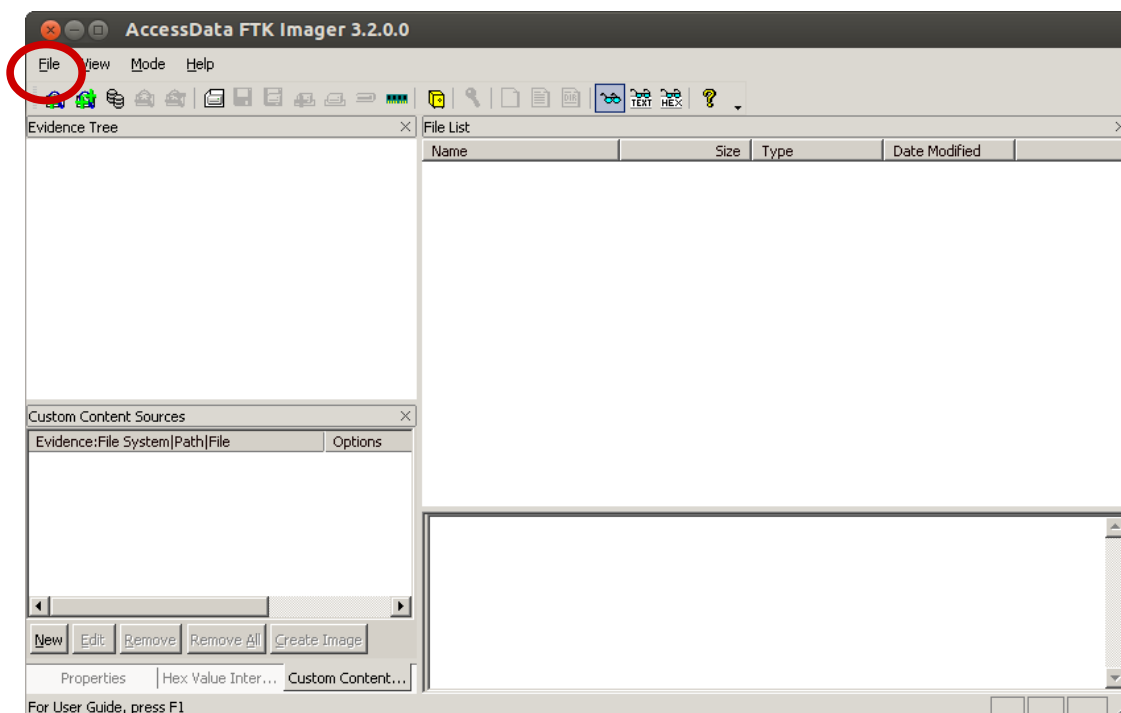 AccessData FTK Imager 3.2.0.0
File View Mode Help
TEXT HEX ?
Evidence Tree
File List
Name Size Type Date Modified
Custom Content Sources
Evidence:File System|Path|File Options
New Edit Remove Remove All Create Image
Properties Hex Value Inter... Custom Content...
For User Guide, press F1